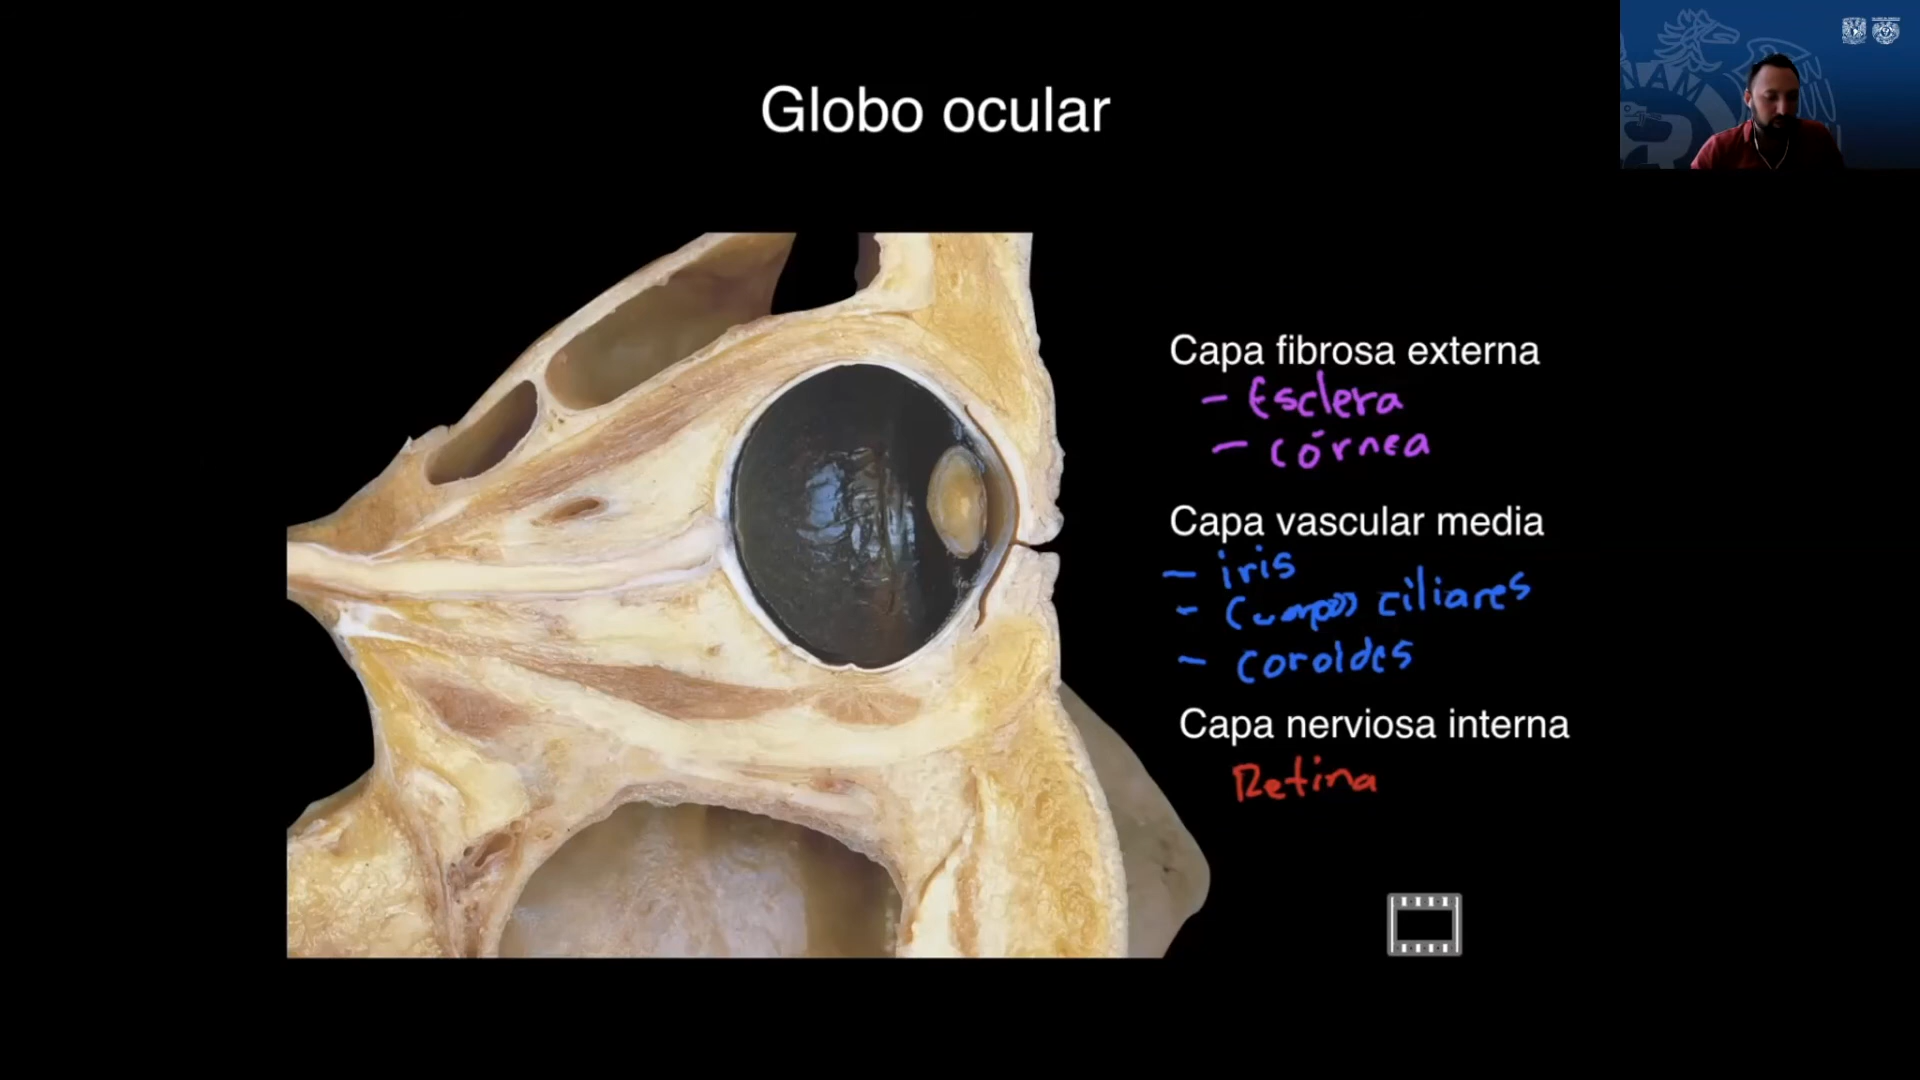 Globo ocular
Capa fibrosa externa
- Esclera
- córnea
Capa vascular media
- iris
- Cuerpos ciliares
- coroides
Capa nerviosa interna
Retina